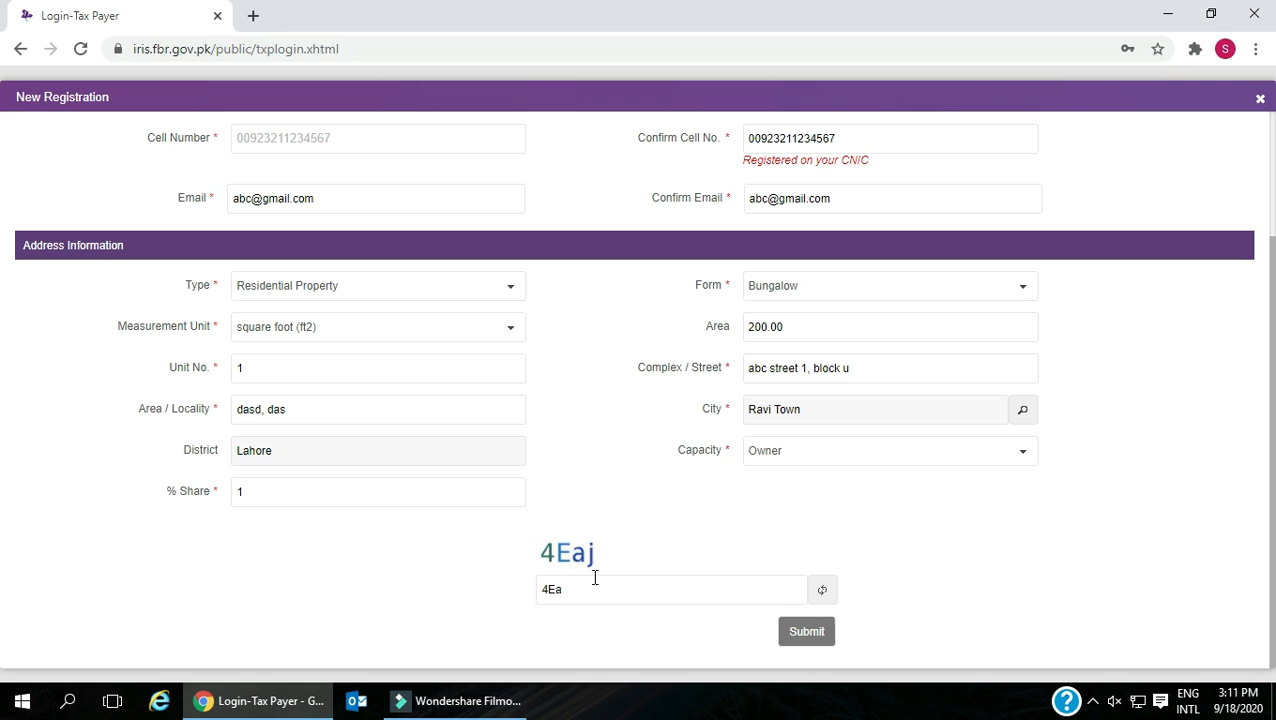 Login-Tax Payer
iris.fbr.gov.pk/public/txplogin.xhtml
S
New Registration
Cell Number * 00923211234567 Confirm Cell No. * 00923211234567
Registered on your CNIC
Email * abc@gmail.com Confirm Email * abc@gmail.com
Address Information
Type * Residential Property Form * Bungalow
Measurement Unit * square foot (ft2) Area 200.00
Unit No. * 1 Complex / Street * abc street 1, block u
Area / Locality * dasd, das City * Ravi Town
District Lahore Capacity * Owner
% Share * 1
4Eaj
4Ea
Submit
Login-Tax Payer - G... Wondershare Filmo... ENG 3:11 PM
INTL 9/18/2020